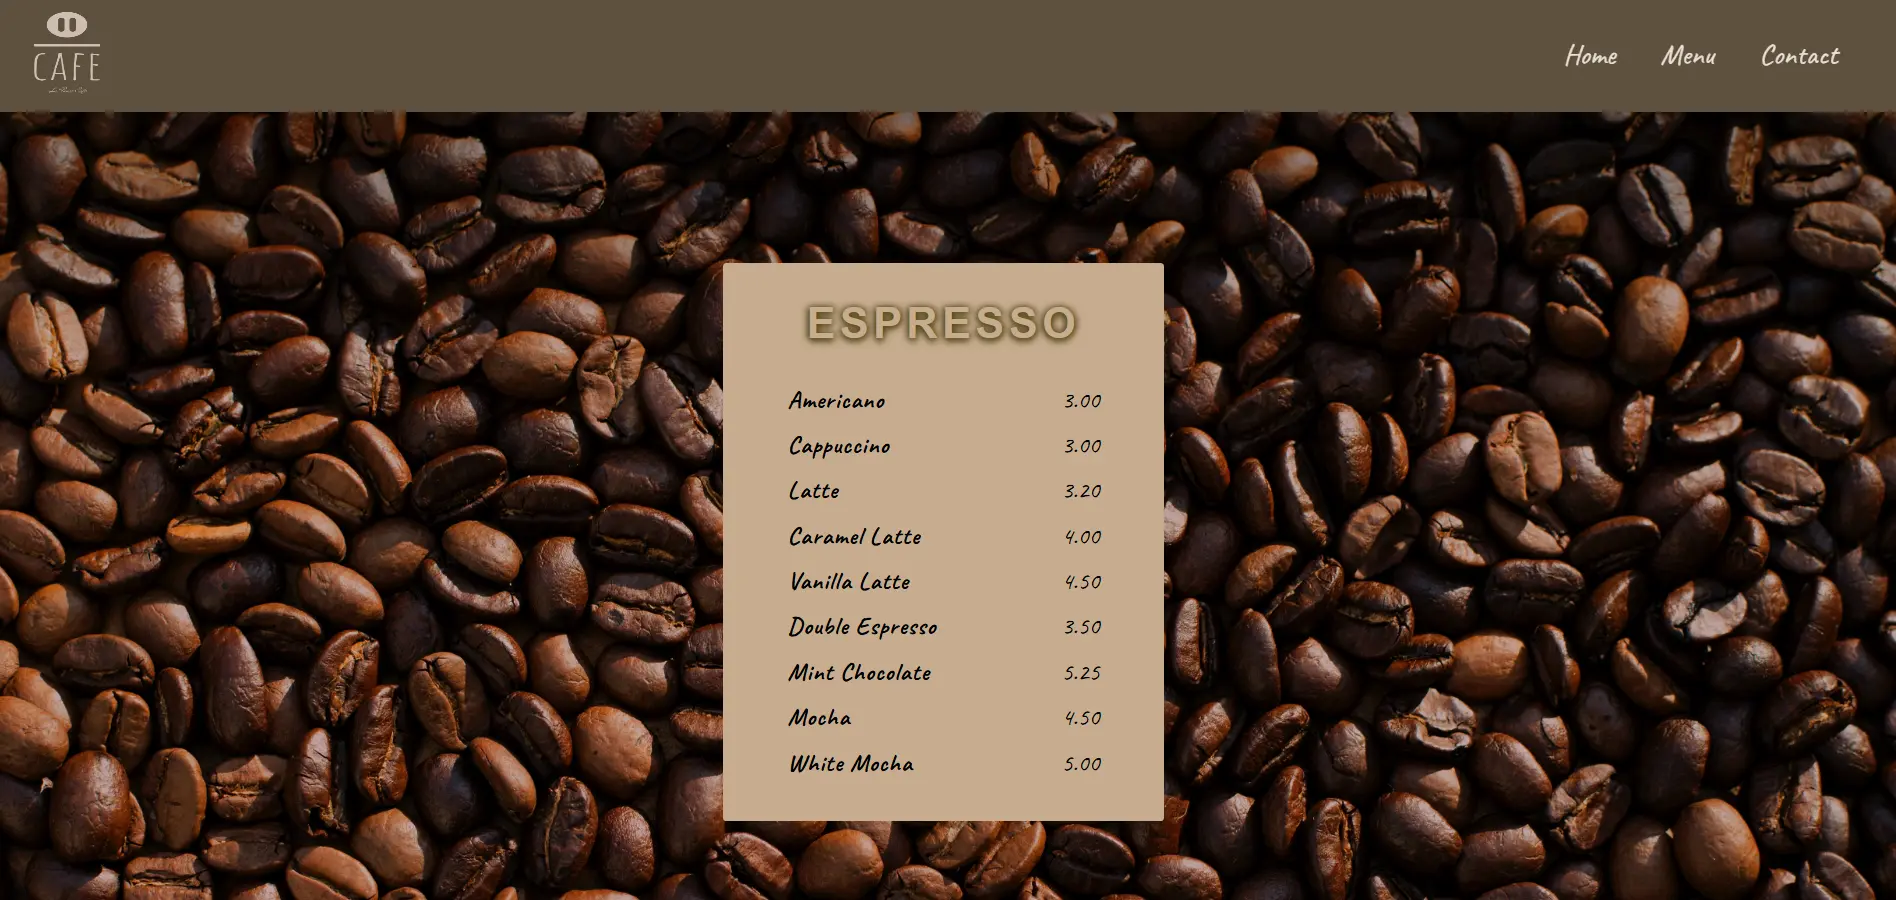 CAFE
Home Menu Contact
ESPRESSO
Americano 3.00
Cappuccino 3.00
Latte 3.20
Caramel Latte 4.00
Vanilla Latte 4.50
Double Espresso 3.50
Mint Chocolate 5.25
Mocha 4.50
White Mocha 5.00